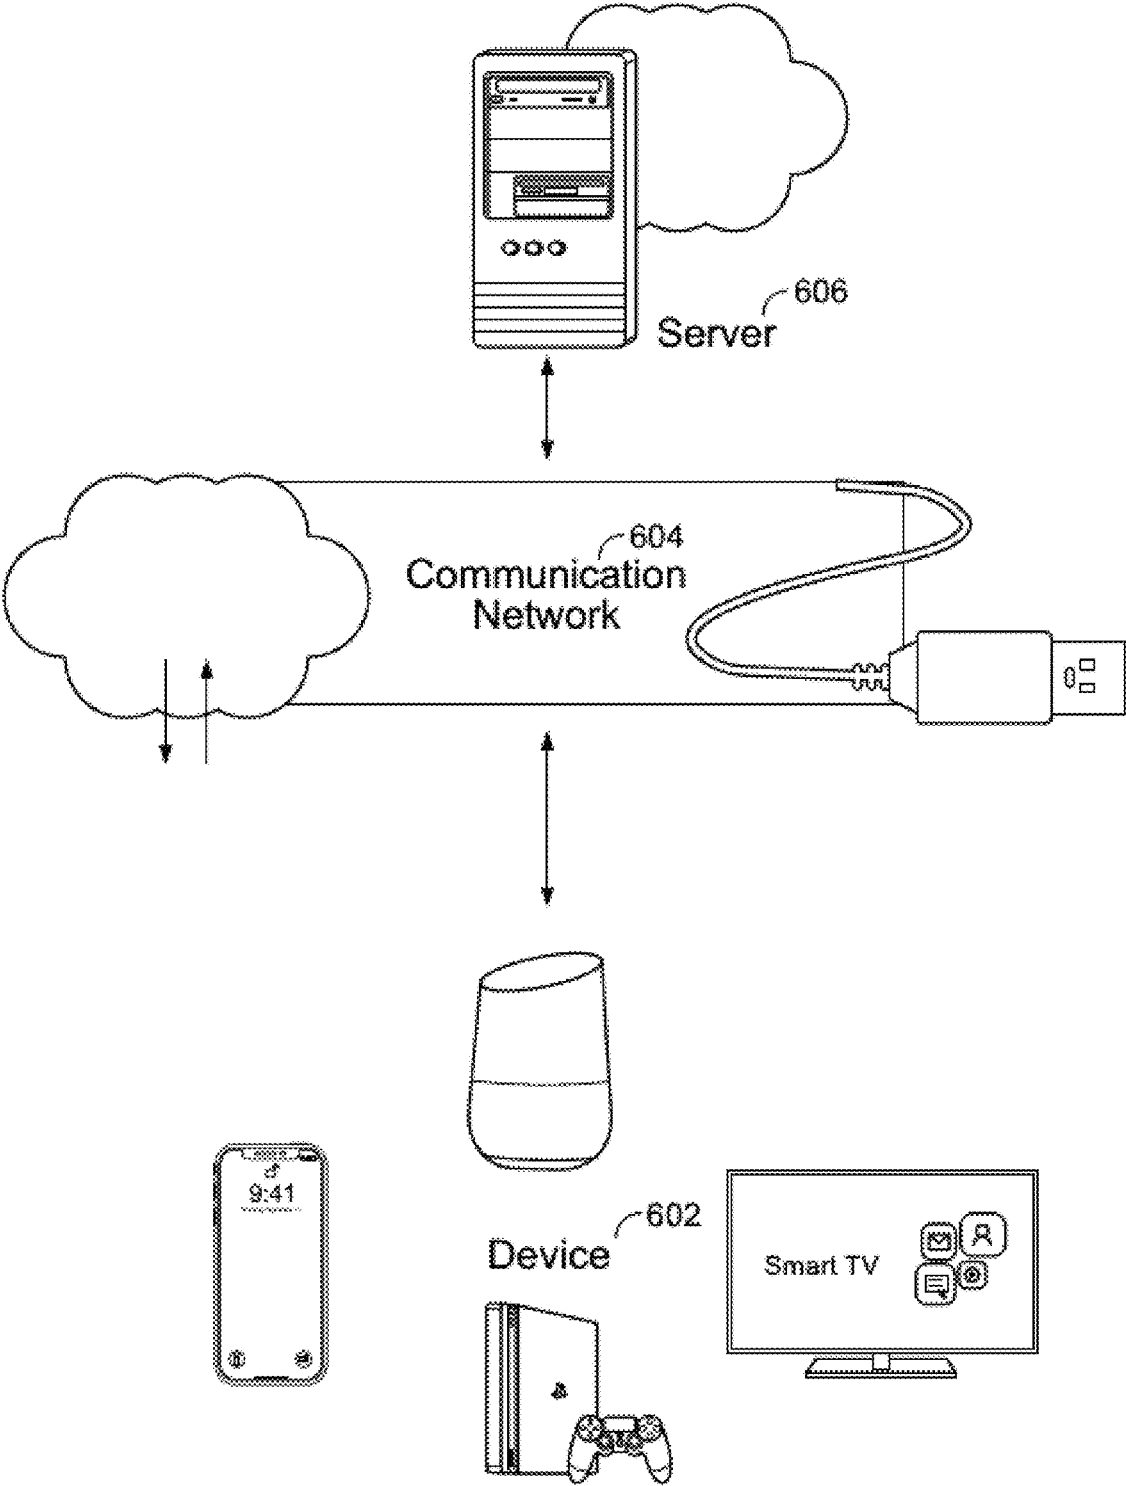 606
Server
604
Communication
Network
9:41
602
Device
Smart TV